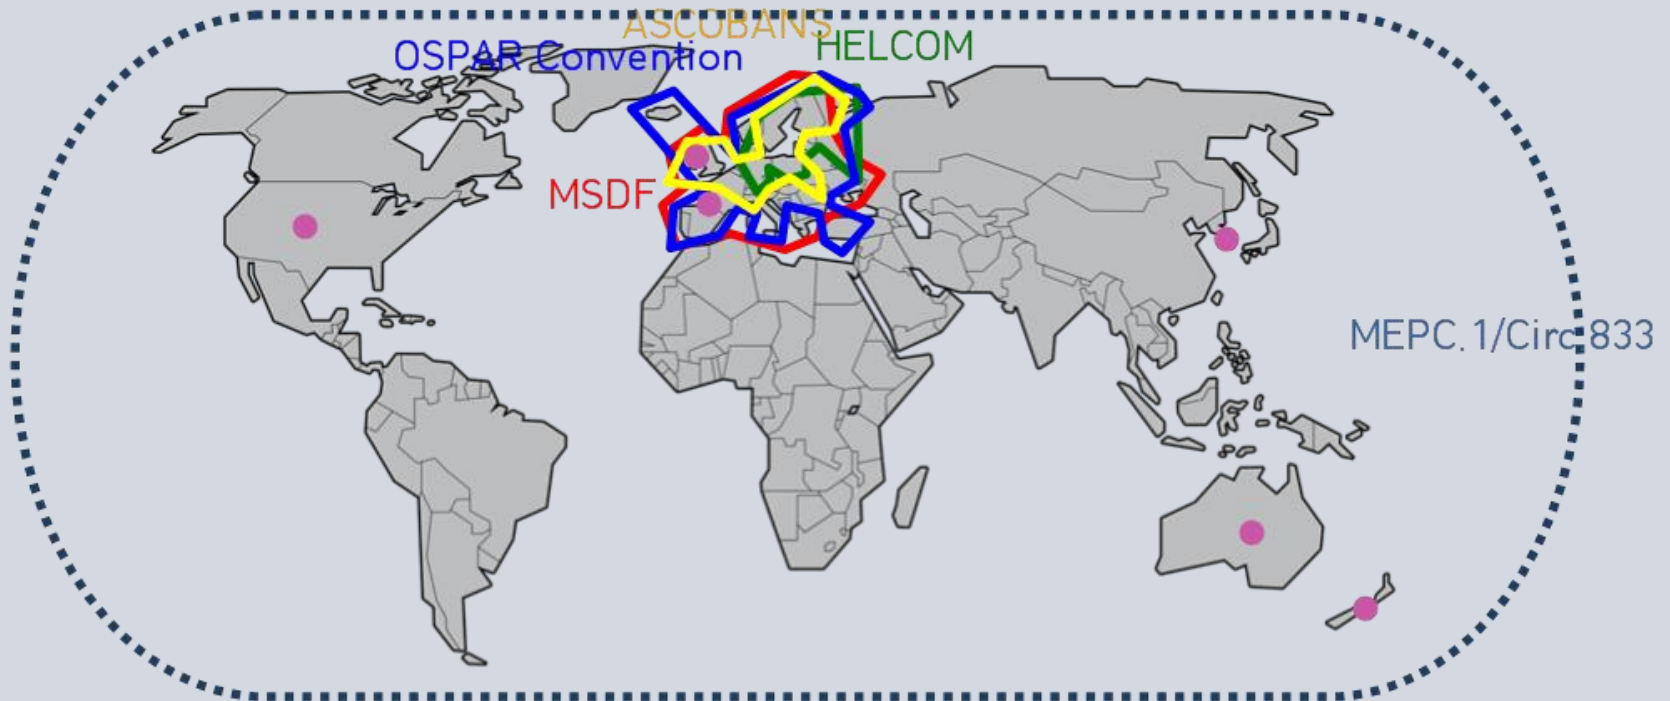 ASCOBANS
OSPAR Convention
HELCOM
MSDF
MEPC.1/Circ.833